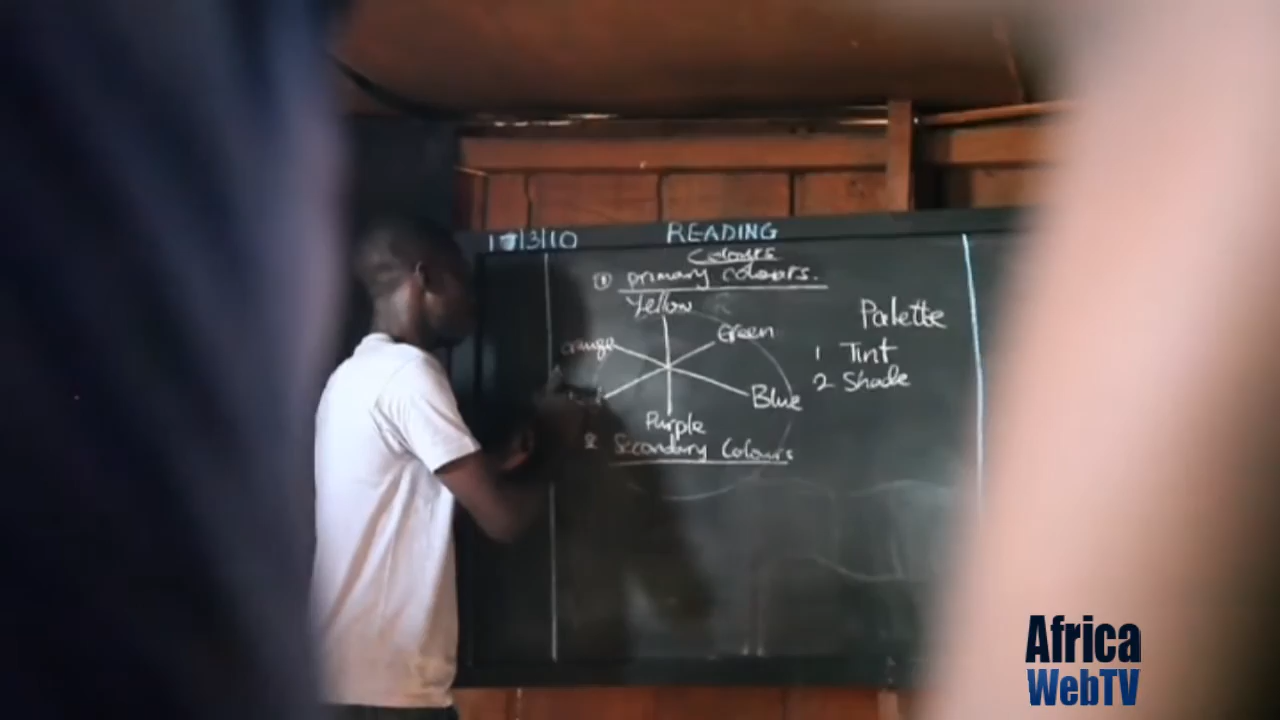 READING
Colours
① primary colours.
Yellow
Green
Orange
Blue
Purple
2 Secondary Colours
Palette
1 Tint
2 Shade
Africa
WebTV